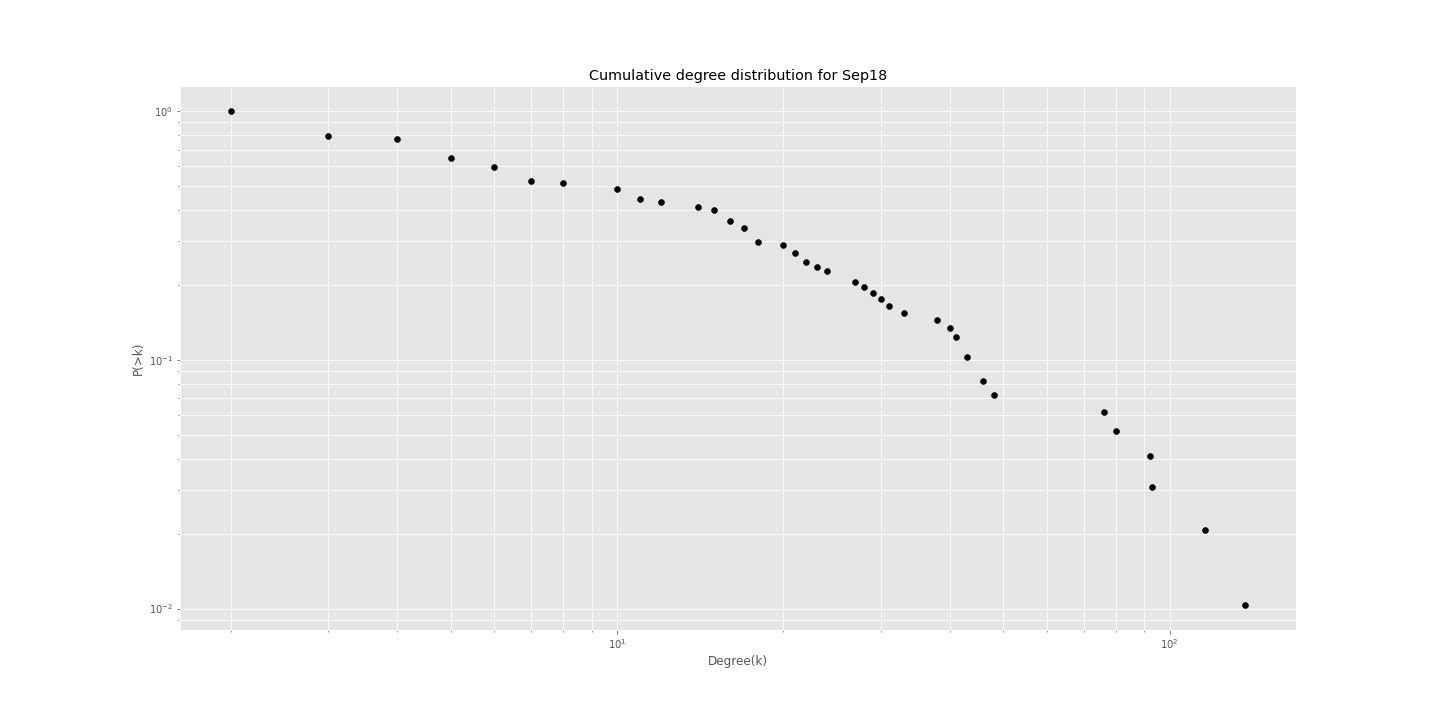 Cumulative degree distribution for Sep18
10⁰
P(>k)
10⁻¹
10⁻²
10¹
10²
Degree(k)